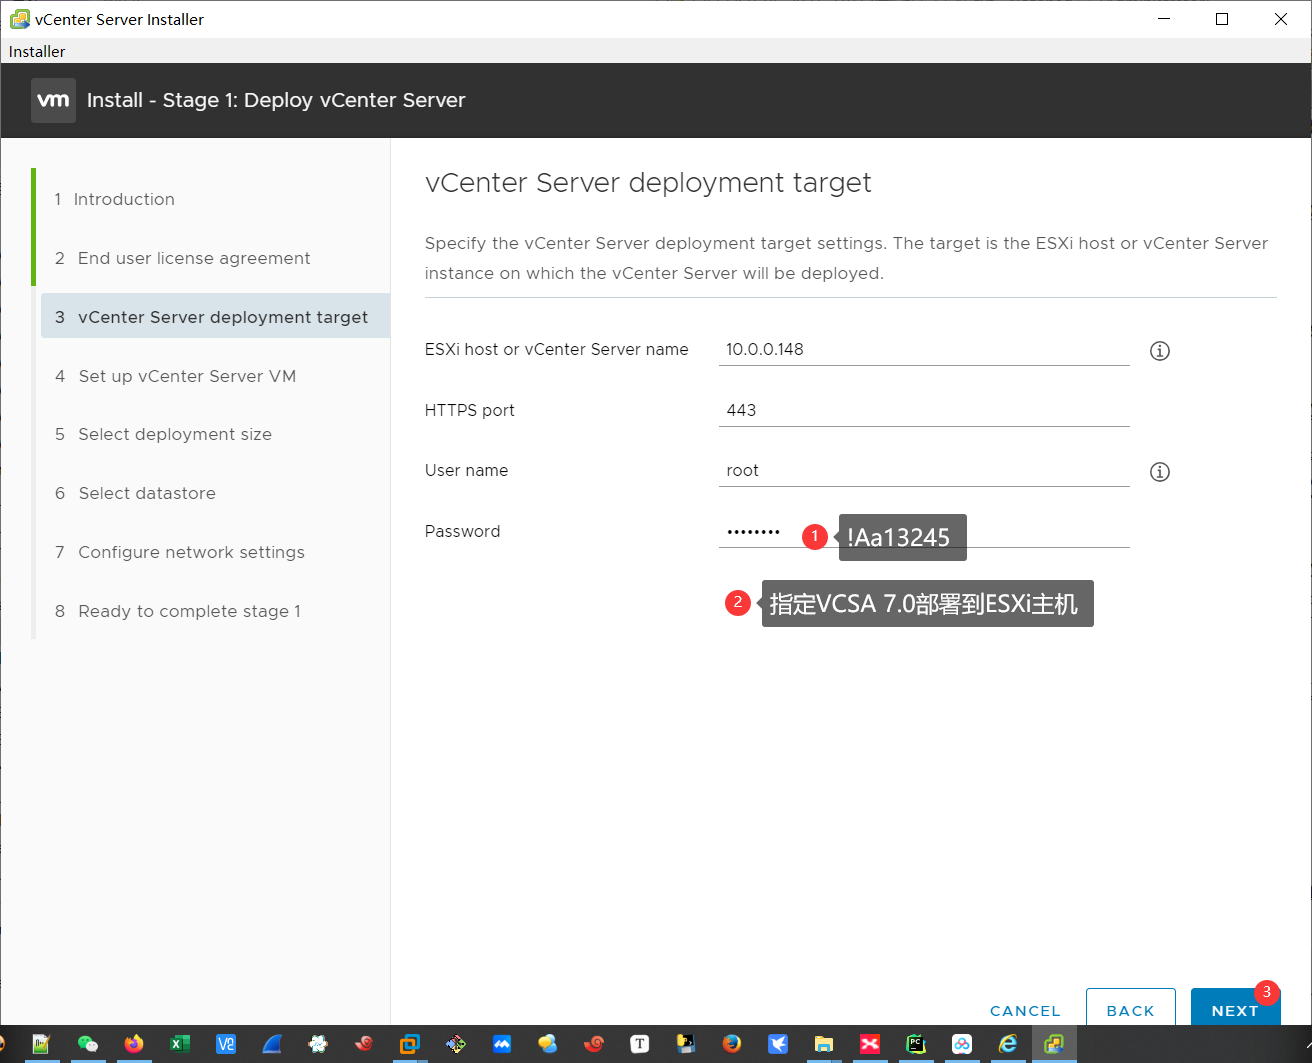 vCenter Server Installer
Installer
vm Install - Stage 1: Deploy vCenter Server
1 Introduction
2 End user license agreement
3 vCenter Server deployment target
4 Set up vCenter Server VM
5 Select deployment size
6 Select datastore
7 Configure network settings
8 Ready to complete stage 1
vCenter Server deployment target
Specify the vCenter Server deployment target settings. The target is the ESXi host or vCenter Server
instance on which the vCenter Server will be deployed.
ESXi host or vCenter Server name 10.0.0.148
HTTPS port 443
User name root
Password •••••••• 1 !Aa13245
2 指定VCSA 7.0部署到ESXi主机
CANCEL BACK NEXT 3